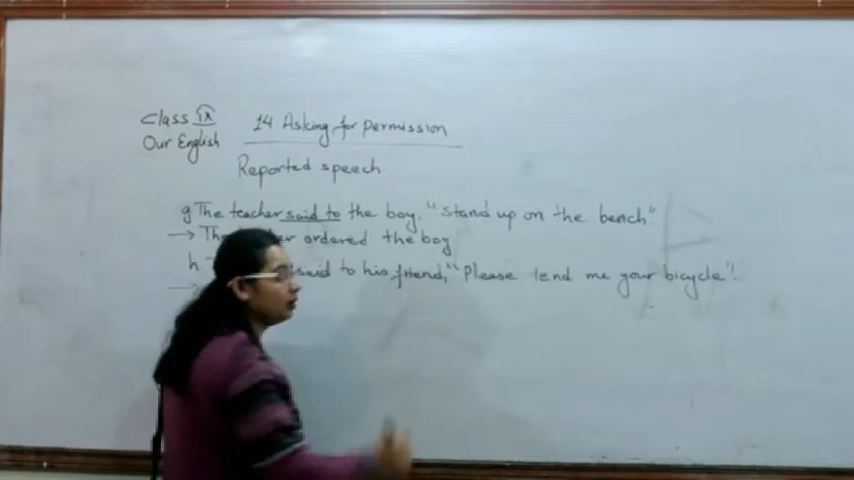 Class IX 14 Asking for permission
Our English
Reported speech
g The teacher said to the boy, "stand up on the bench".
→ The ordered the boy
h. said to his friend, "Please lend me your bicycle".
→